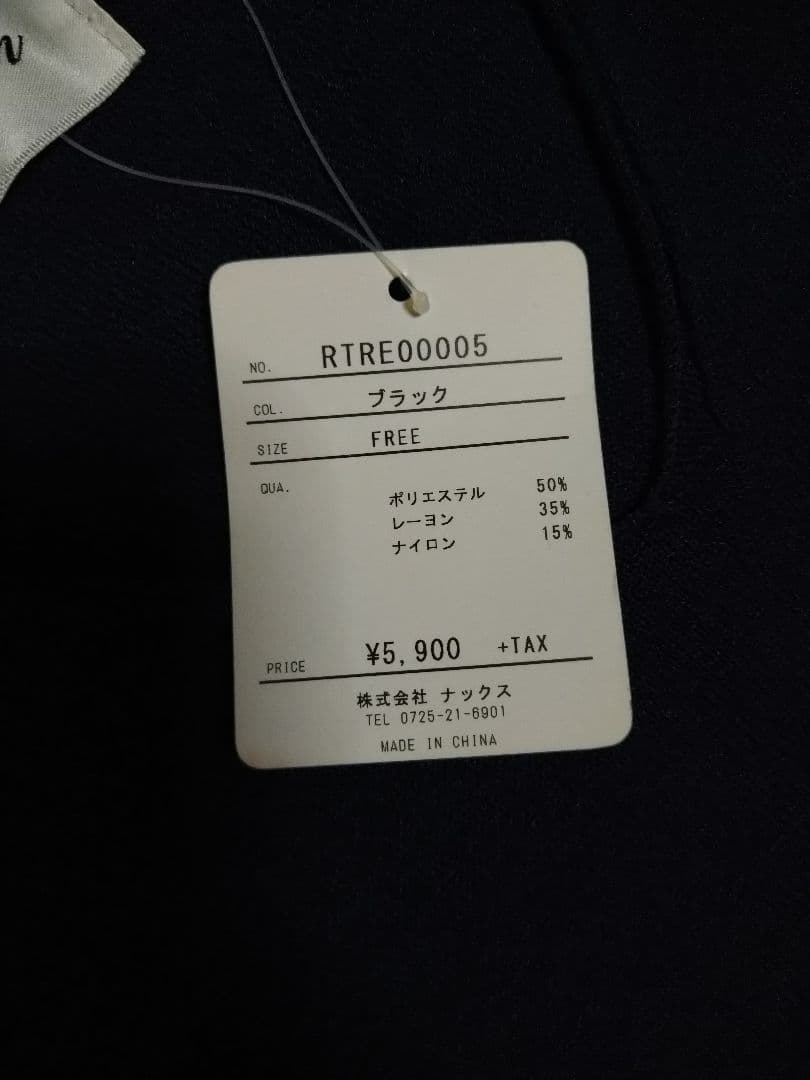 NO. RTRE00005
COL. ブラック
SIZE FREE
QUA.
ポリエステル 50%
レーヨン 35%
ナイロン 15%
PRICE ¥5,900 +TAX
株式会社 ナックス
TEL 0725-21-6901
MADE IN CHINA